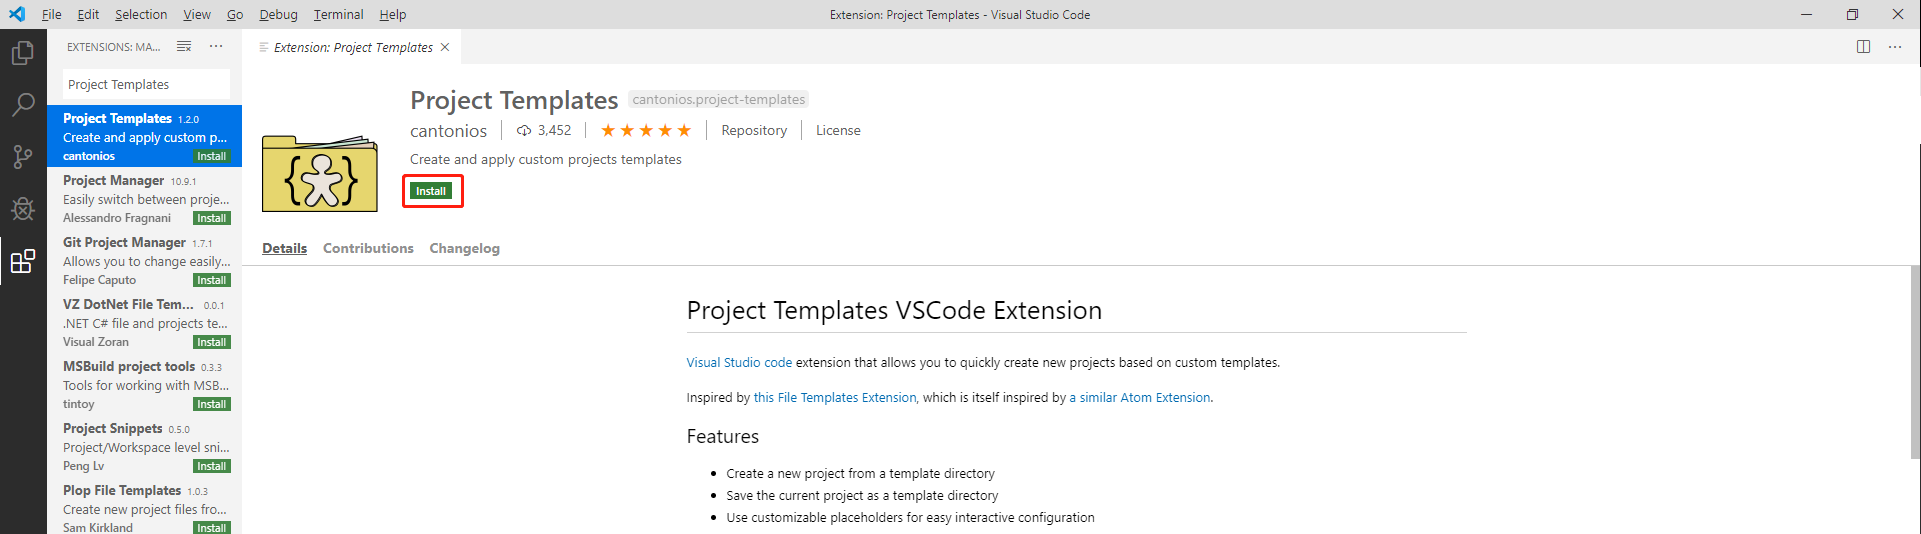 File Edit Selection View Go Debug Terminal Help
Extension: Project Templates - Visual Studio Code
EXTENSIONS: MA...
Project Templates
Project Templates 1.2.0
Create and apply custom p...
cantonios Install
Project Manager 10.9.1
Easily switch between proje...
Alessandro Fragnani Install
Git Project Manager 1.7.1
Allows you to change easily...
Felipe Caputo Install
VZ DotNet File Tem... 0.0.1
.NET C# file and projects te...
Visual Zoran Install
MSBuild project tools 0.3.3
Tools for working with MSB...
tintoy Install
Project Snippets 0.5.0
Project/Workspace level sni...
Peng Lv Install
Plop File Templates 1.0.3
Create new project files fro...
Sam Kirkland Install
Extension: Project Templates
Project Templates cantonios.project-templates
cantonios 3,452 Repository License
Create and apply custom projects templates
Install
Details Contributions Changelog
Project Templates VSCode Extension
Visual Studio code extension that allows you to quickly create new projects based on custom templates.
Inspired by this File Templates Extension, which is itself inspired by a similar Atom Extension.
Features
• Create a new project from a template directory
• Save the current project as a template directory
• Use customizable placeholders for easy interactive configuration